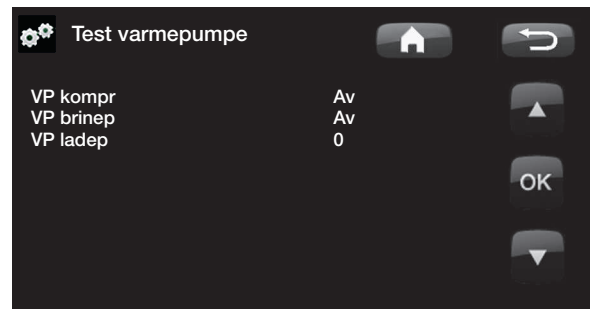 Test varmepumpe
VP kompr Av
VP brinep Av
VP ladep 0
OK